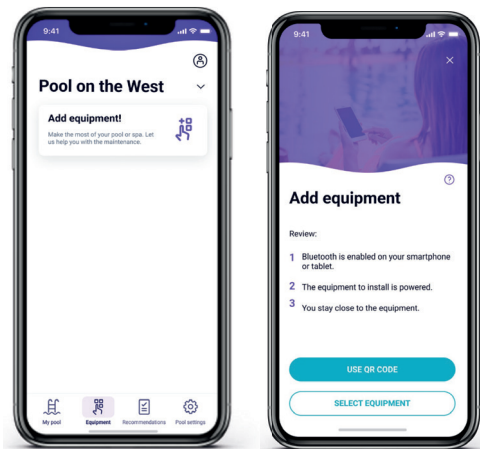 9:41
Pool on the West
Add equipment!
Make the most of your pool or spa. Let
us help you with the maintenance.
My pool
Equipment
Recommendations
Pool settings
9:41
Add equipment
Review:
1 Bluetooth is enabled on your smartphone
or tablet.
2 The equipment to install is powered.
3 You stay close to the equipment.
USE QR CODE
SELECT EQUIPMENT